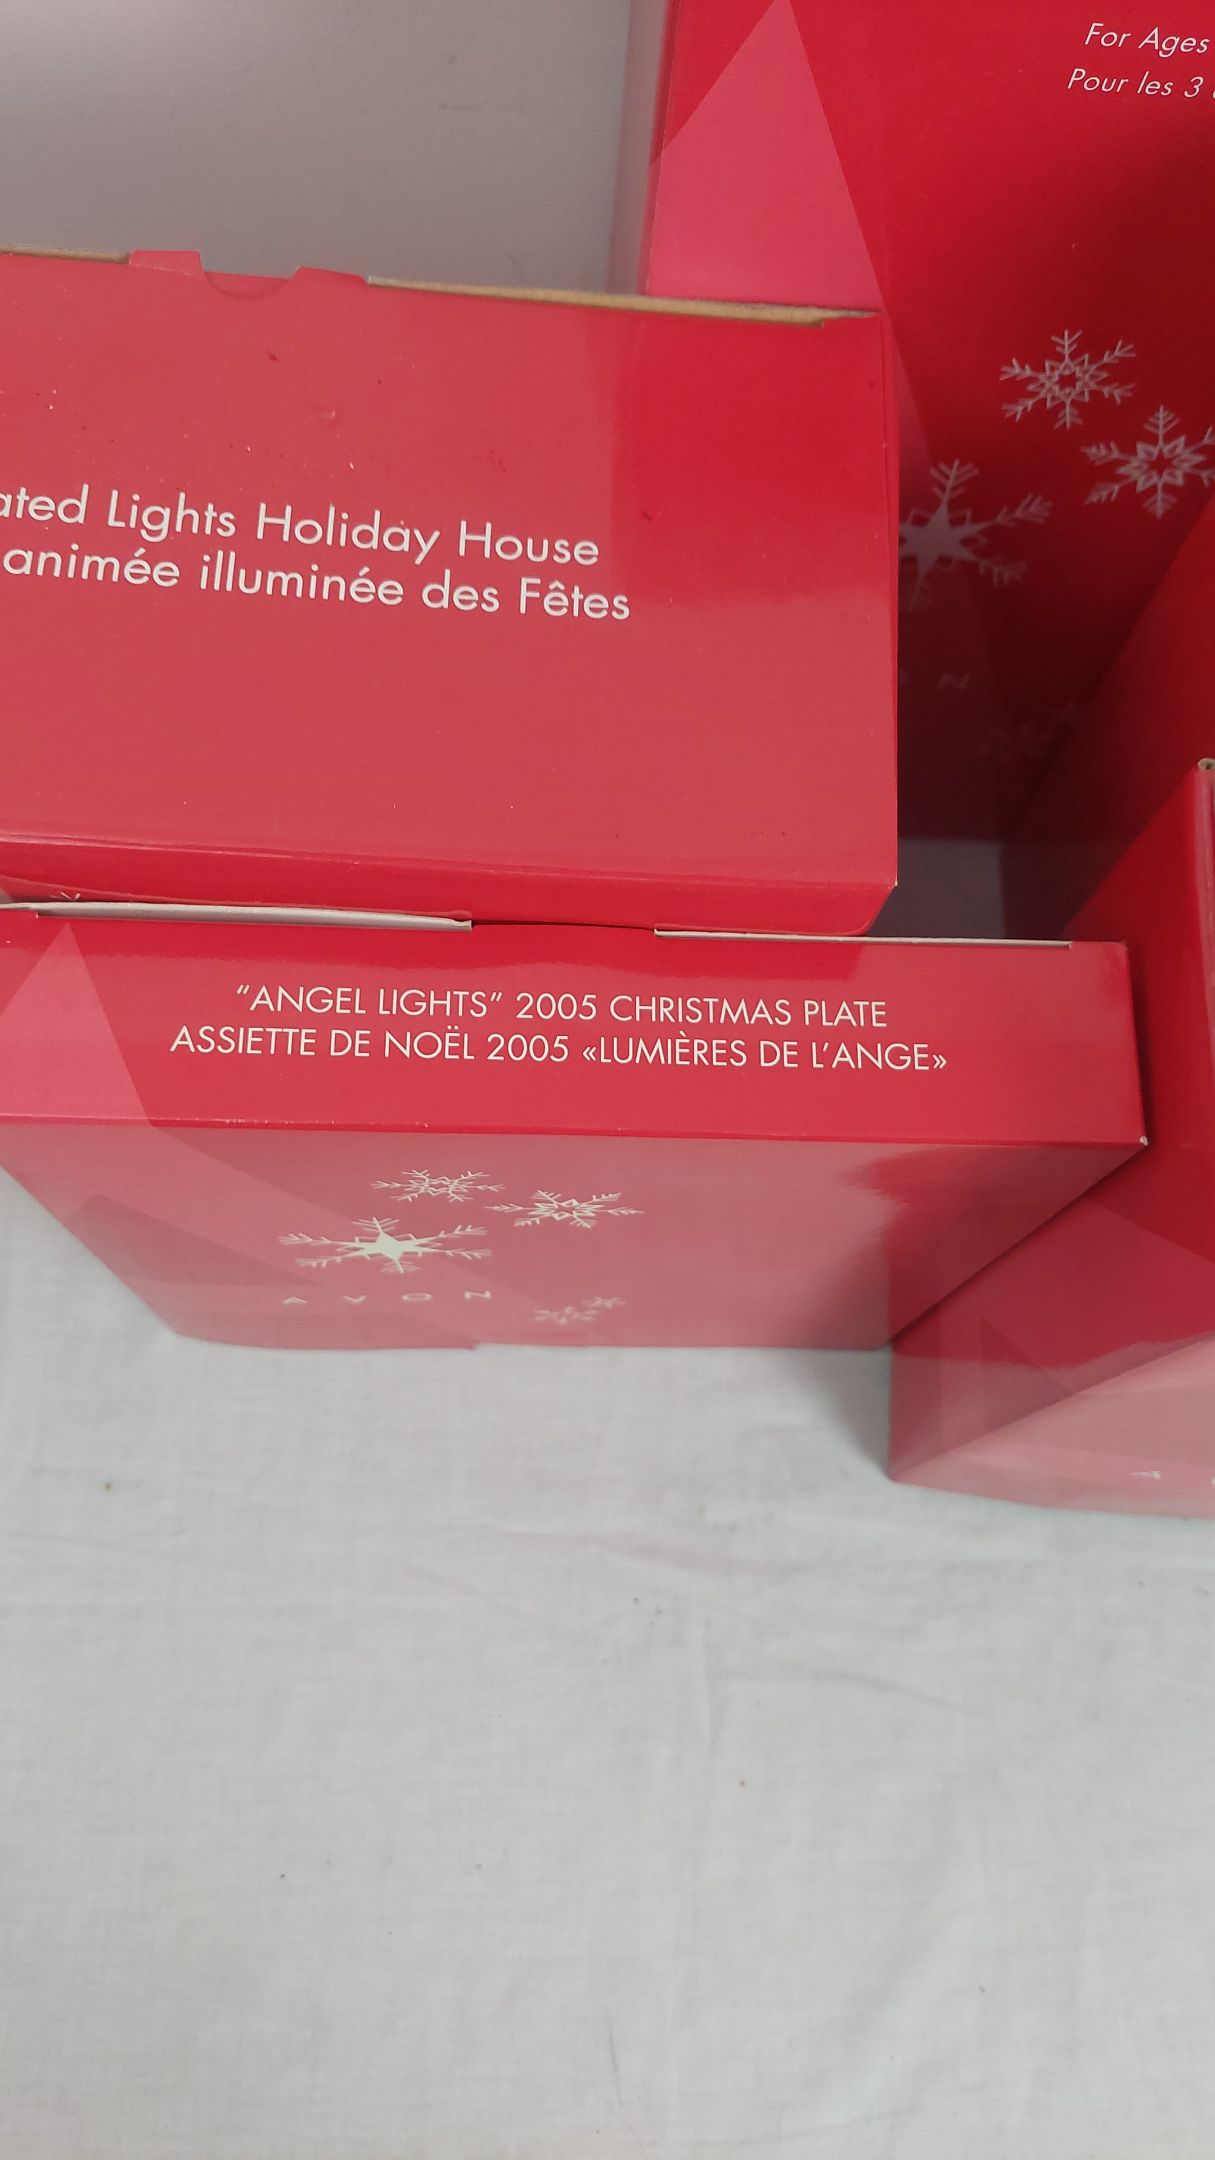 For Ages
Pour les 3
Lights Holiday House
animée illuminée des Fêtes
"ANGEL LIGHTS" 2005 CHRISTMAS PLATE
ASSIETTE DE NOËL 2005 «LUMIÈRES DE L'ANGE»
AVON